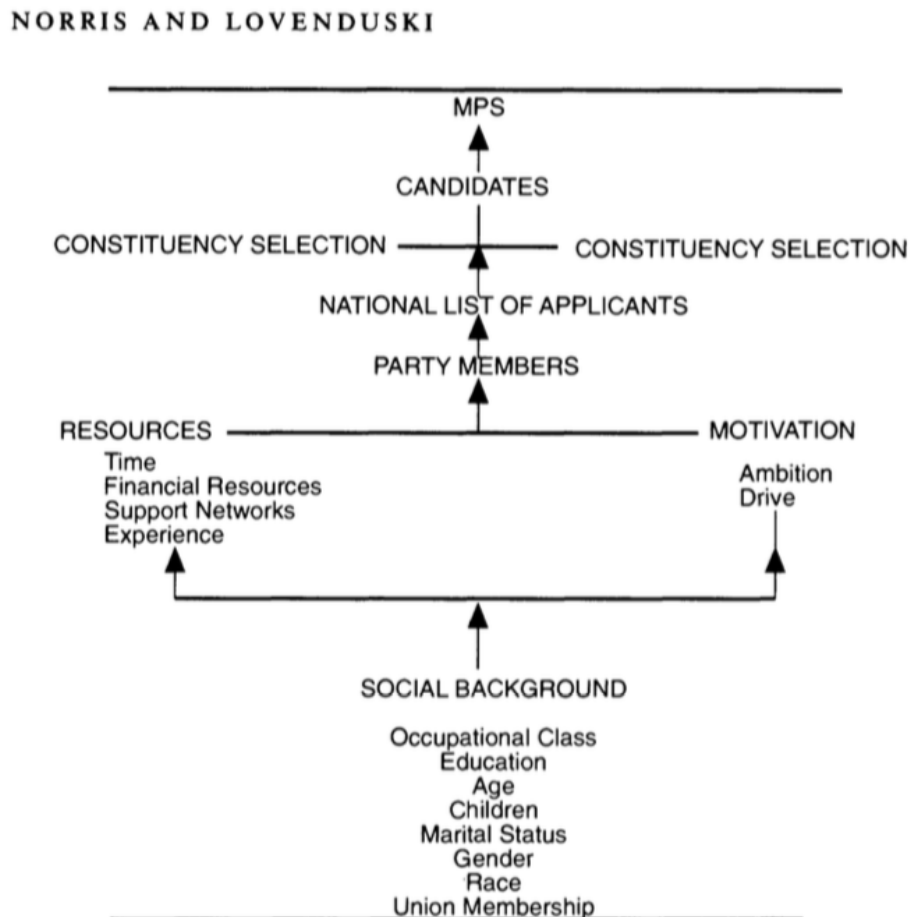 NORRIS AND LOVENDUSKI
MPS
CANDIDATES
CONSTITUENCY SELECTION CONSTITUENCY SELECTION
NATIONAL LIST OF APPLICANTS
PARTY MEMBERS
RESOURCES MOTIVATION
Time
Financial Resources
Support Networks
Experience
Ambition
Drive
SOCIAL BACKGROUND
Occupational Class
Education
Age
Children
Marital Status
Gender
Race
Union Membership